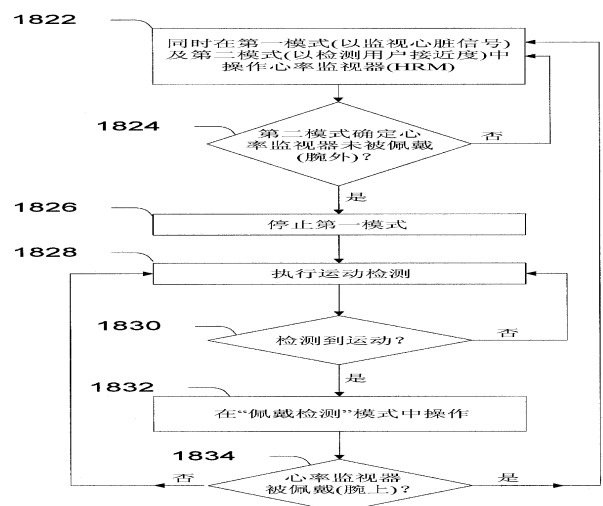 1822
同时在第一模式(以监视心脏信号)
及第二模式(以检测用户接近度)中
操作心率监视器(HRM)
1824
第二模式确定心
率监视器未被佩戴
(腕外)?
否
是
1826
停止第一模式
1828
执行运动检测
1830
检测到运动?
否
是
1832
在“佩戴检测”模式中操作
1834
否
心率监视器
被佩戴(腕上)?
是